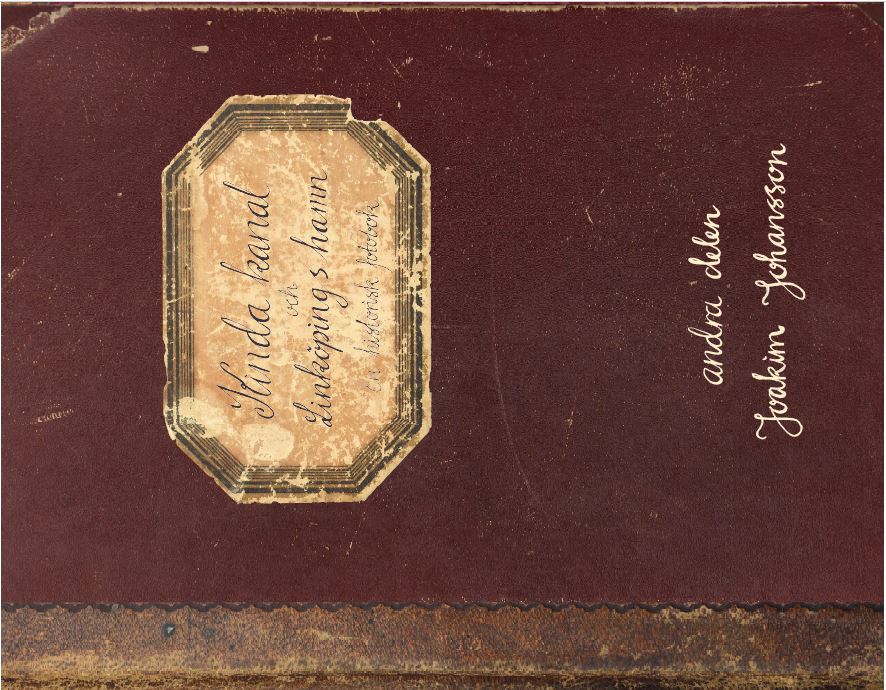 Kinda kanal
och
Linköpings hamn
En historisk fotobok
andra delen
Joakim Johansson